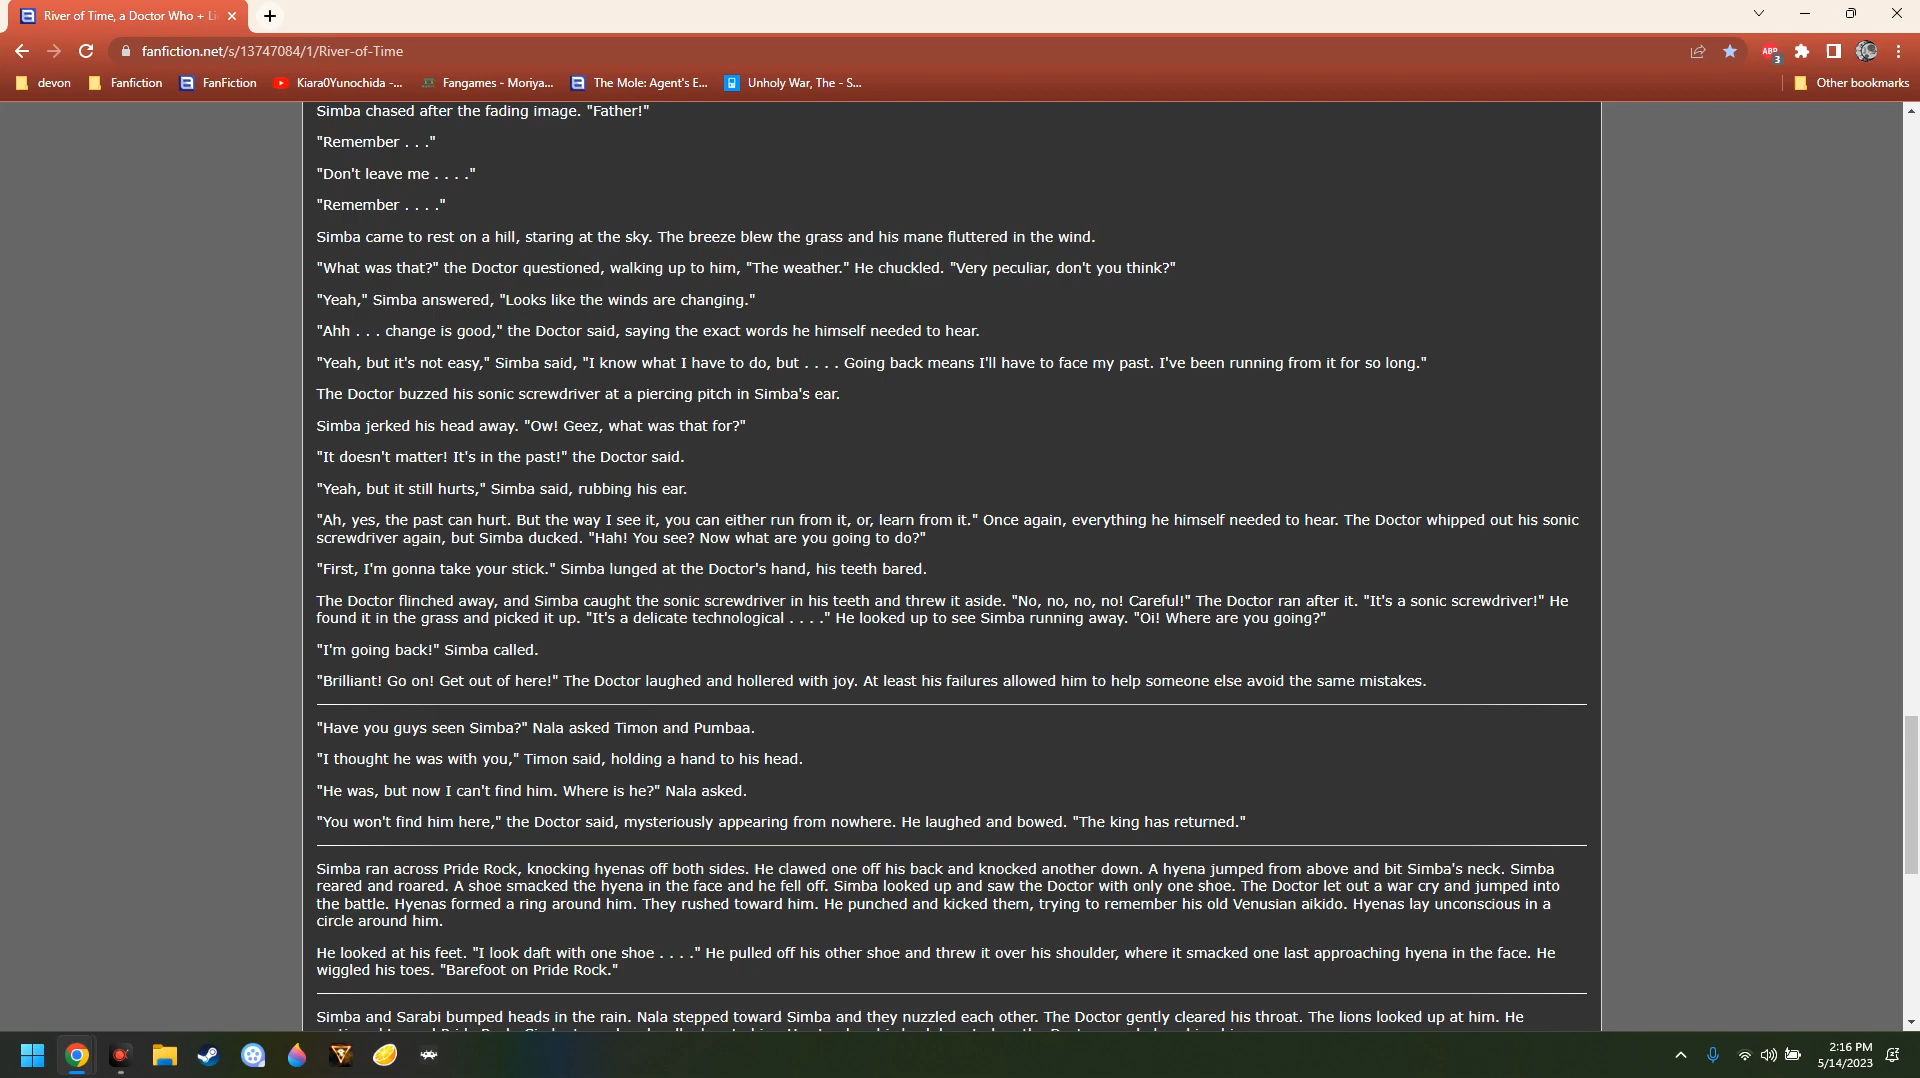 River of Time, a Doctor Who + Li
fanfiction.net/s/13747084/1/River-of-Time
ABP
3
devon
Fanfiction
FanFiction
Kiara0Yunochida -...
Fangames - Moriya...
The Mole: Agent's E...
Unholy War, The - S...
Other bookmarks
Simba chased after the fading image. "Father!"
"Remember . . ."
"Don't leave me . . . ."
"Remember . . . ."
Simba came to rest on a hill, staring at the sky. The breeze blew the grass and his mane fluttered in the wind.
"What was that?" the Doctor questioned, walking up to him, "The weather." He chuckled. "Very peculiar, don't you think?"
"Yeah," Simba answered, "Looks like the winds are changing."
"Ahh . . . change is good," the Doctor said, saying the exact words he himself needed to hear.
"Yeah, but it's not easy," Simba said, "I know what I have to do, but . . . . Going back means I'll have to face my past. I've been running from it for so long."
The Doctor buzzed his sonic screwdriver at a piercing pitch in Simba's ear.
Simba jerked his head away. "Ow! Geez, what was that for?"
"It doesn't matter! It's in the past!" the Doctor said.
"Yeah, but it still hurts," Simba said, rubbing his ear.
"Ah, yes, the past can hurt. But the way I see it, you can either run from it, or, learn from it." Once again, everything he himself needed to hear. The Doctor whipped out his sonic
screwdriver again, but Simba ducked. "Hah! You see? Now what are you going to do?"
"First, I'm gonna take your stick." Simba lunged at the Doctor's hand, his teeth bared.
The Doctor flinched away, and Simba caught the sonic screwdriver in his teeth and threw it aside. "No, no, no, no! Careful!" The Doctor ran after it. "It's a sonic screwdriver!" He
found it in the grass and picked it up. "It's a delicate technological . . . ." He looked up to see Simba running away. "Oi! Where are you going?"
"I'm going back!" Simba called.
"Brilliant! Go on! Get out of here!" The Doctor laughed and hollered with joy. At least his failures allowed him to help someone else avoid the same mistakes.
"Have you guys seen Simba?" Nala asked Timon and Pumbaa.
"I thought he was with you," Timon said, holding a hand to his head.
"He was, but now I can't find him. Where is he?" Nala asked.
"You won't find him here," the Doctor said, mysteriously appearing from nowhere. He laughed and bowed. "The king has returned."
Simba ran across Pride Rock, knocking hyenas off both sides. He clawed one off his back and knocked another down. A hyena jumped from above and bit Simba's neck. Simba
reared and roared. A shoe smacked the hyena in the face and he fell off. Simba looked up and saw the Doctor with only one shoe. The Doctor let out a war cry and jumped into
the battle. Hyenas formed a ring around him. They rushed toward him. He punched and kicked them, trying to remember his old Venusian aikido. Hyenas lay unconscious in a
circle around him.
He looked at his feet. "I look daft with one shoe . . . ." He pulled off his other shoe and threw it over his shoulder, where it smacked one last approaching hyena in the face. He
wiggled his toes. "Barefoot on Pride Rock."
Simba and Sarabi bumped heads in the rain. Nala stepped toward Simba and they nuzzled each other. The Doctor gently cleared his throat. The lions looked up at him. He
2:16 PM
5/14/2023